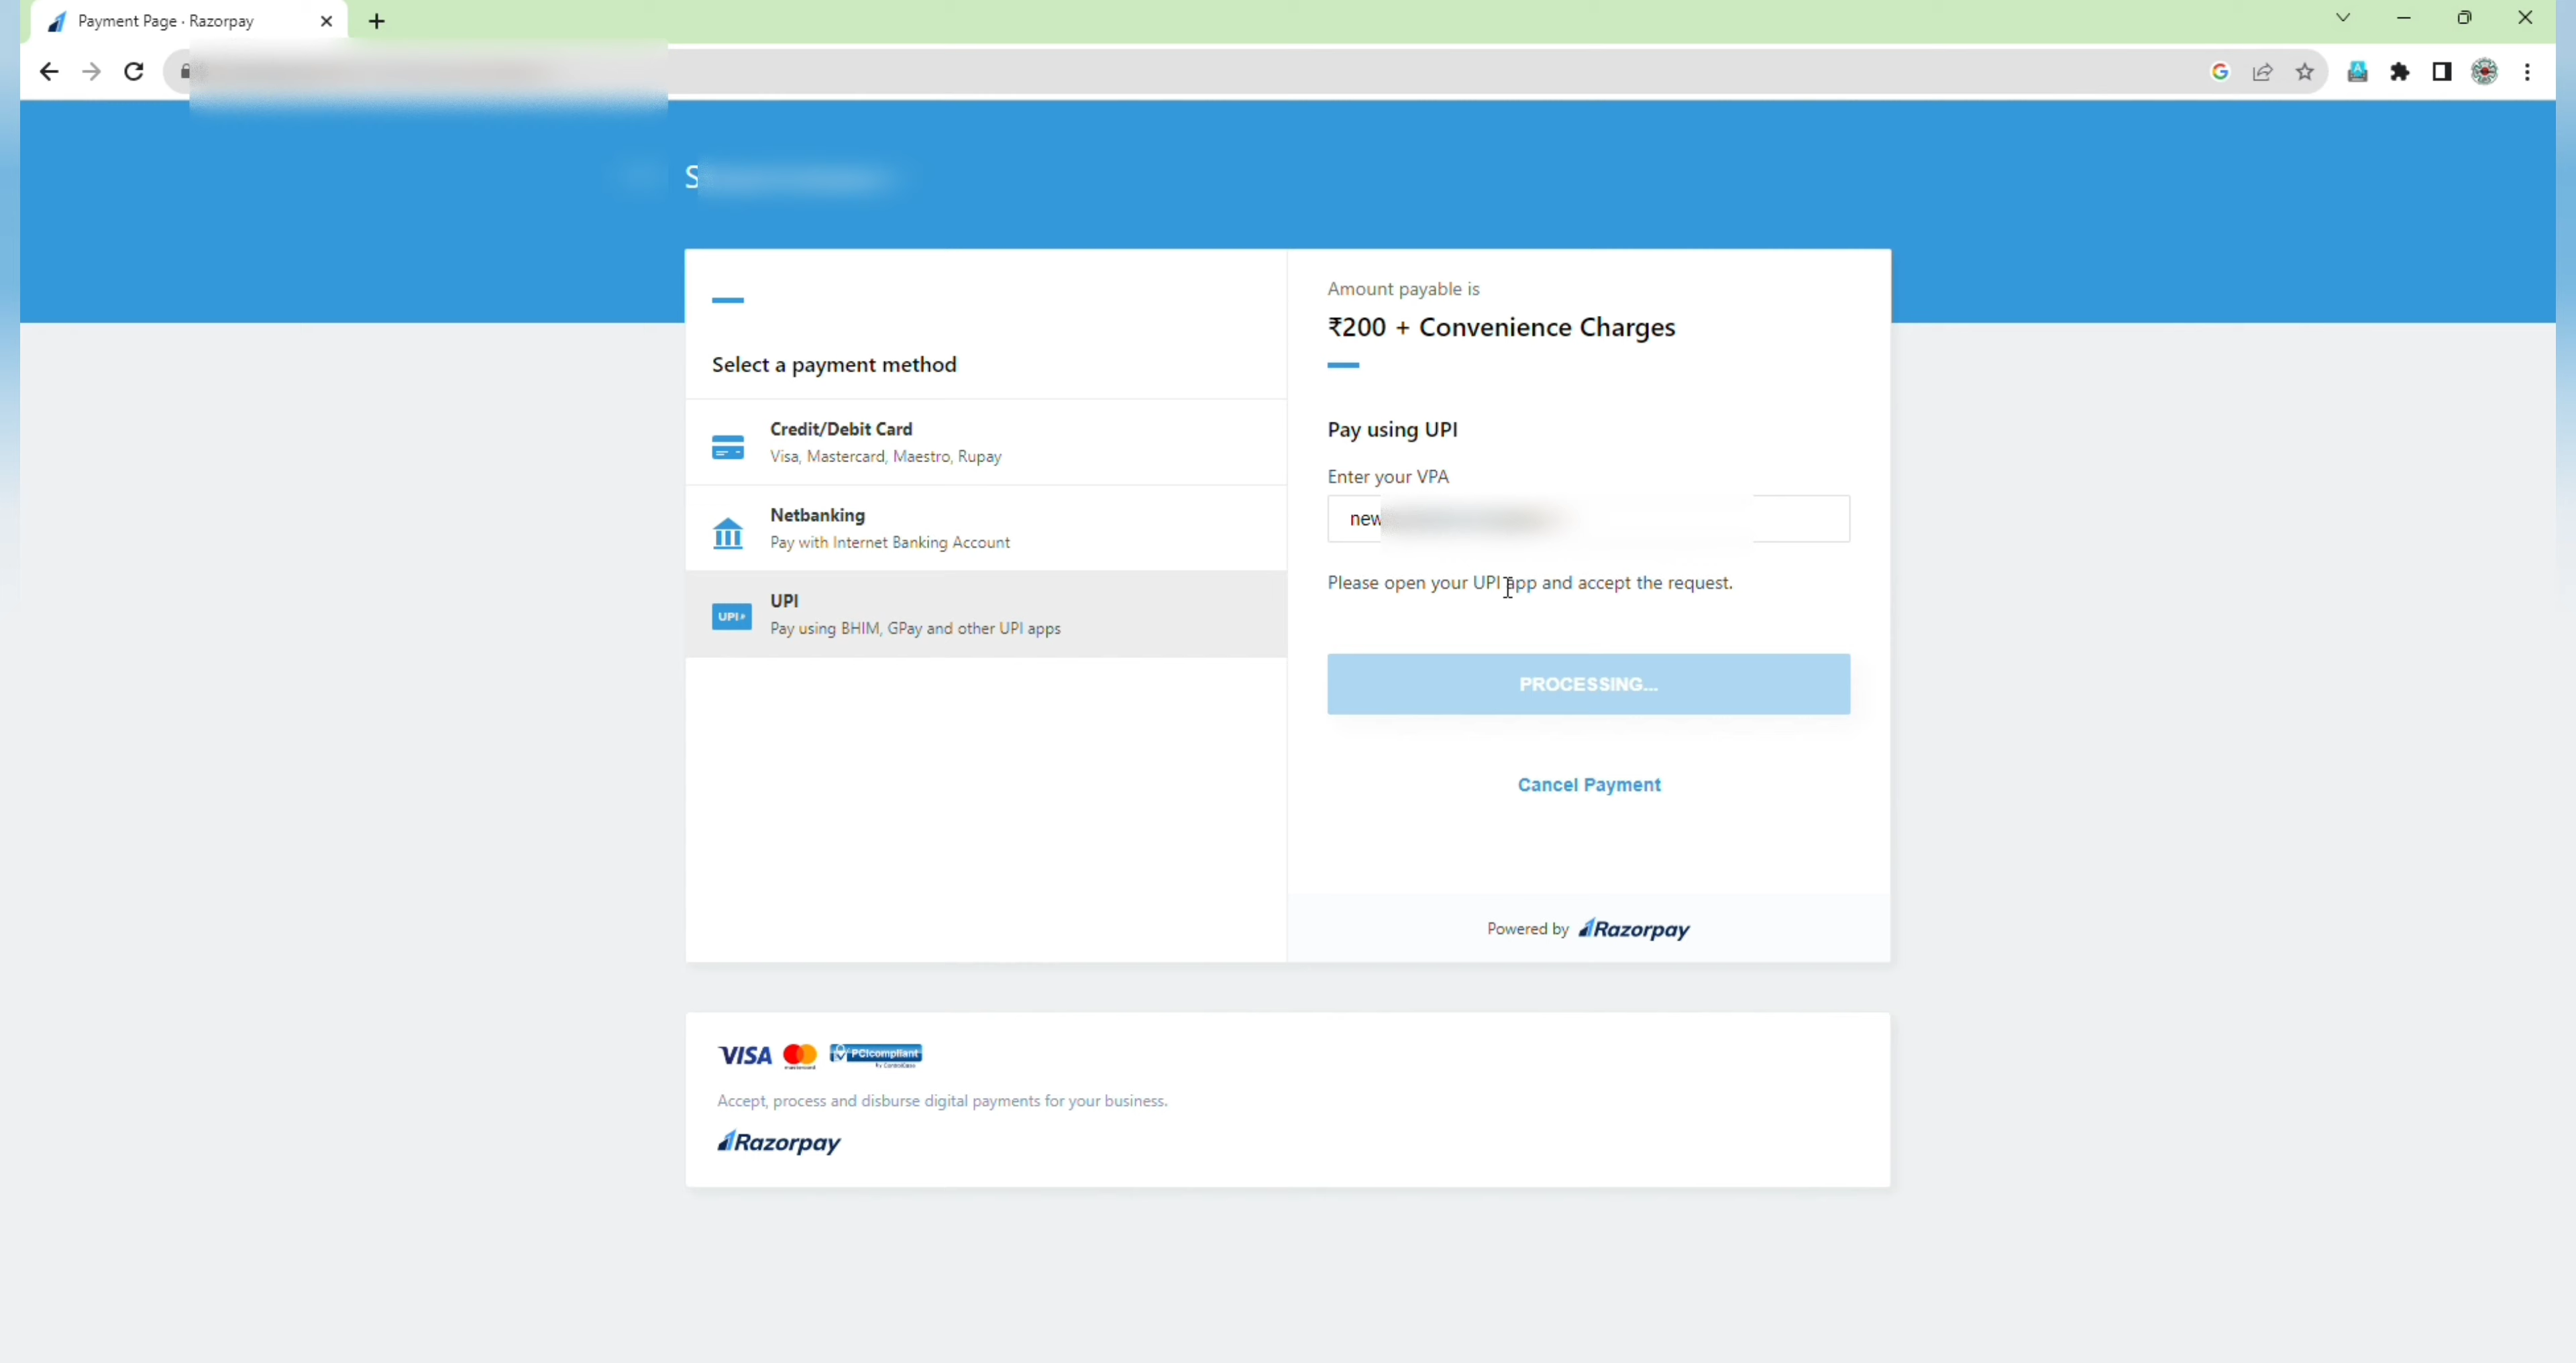 Payment Page · Razorpay
Select a payment method
Credit/Debit Card
Visa, Mastercard, Maestro, Rupay
Netbanking
Pay with Internet Banking Account
UPI
UPI
Pay using BHIM, GPay and other UPI apps
Amount payable is
₹200 + Convenience Charges
Pay using UPI
Enter your VPA
new
Please open your UPI app and accept the request.
PROCESSING...
Cancel Payment
Powered by Razorpay
VISA mastercard PCIcompliant
Accept, process and disburse digital payments for your business.
Razorpay